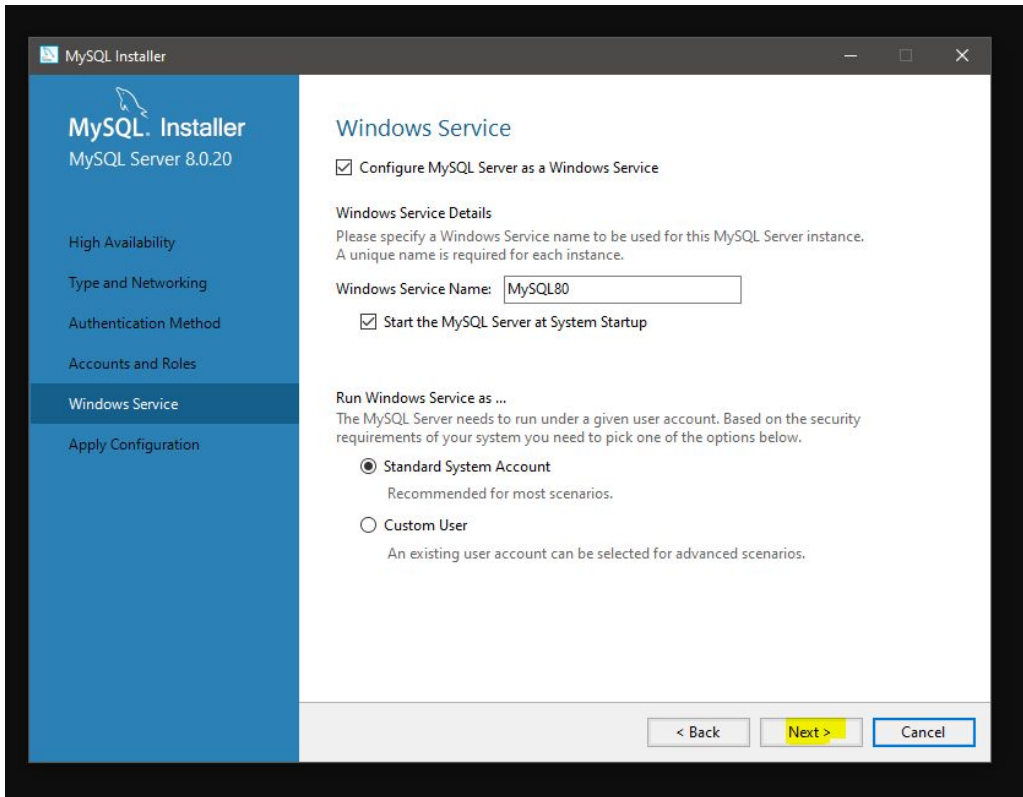 MySQL Installer
MySQL. Installer
MySQL Server 8.0.20
High Availability
Type and Networking
Authentication Method
Accounts and Roles
Windows Service
Apply Configuration
Windows Service
Configure MySQL Server as a Windows Service
Windows Service Details
Please specify a Windows Service name to be used for this MySQL Server instance.
A unique name is required for each instance.
Windows Service Name: MySQL80
Start the MySQL Server at System Startup
Run Windows Service as ...
The MySQL Server needs to run under a given user account. Based on the security
requirements of your system you need to pick one of the options below.
Standard System Account
Recommended for most scenarios.
Custom User
An existing user account can be selected for advanced scenarios.
< Back Next > Cancel